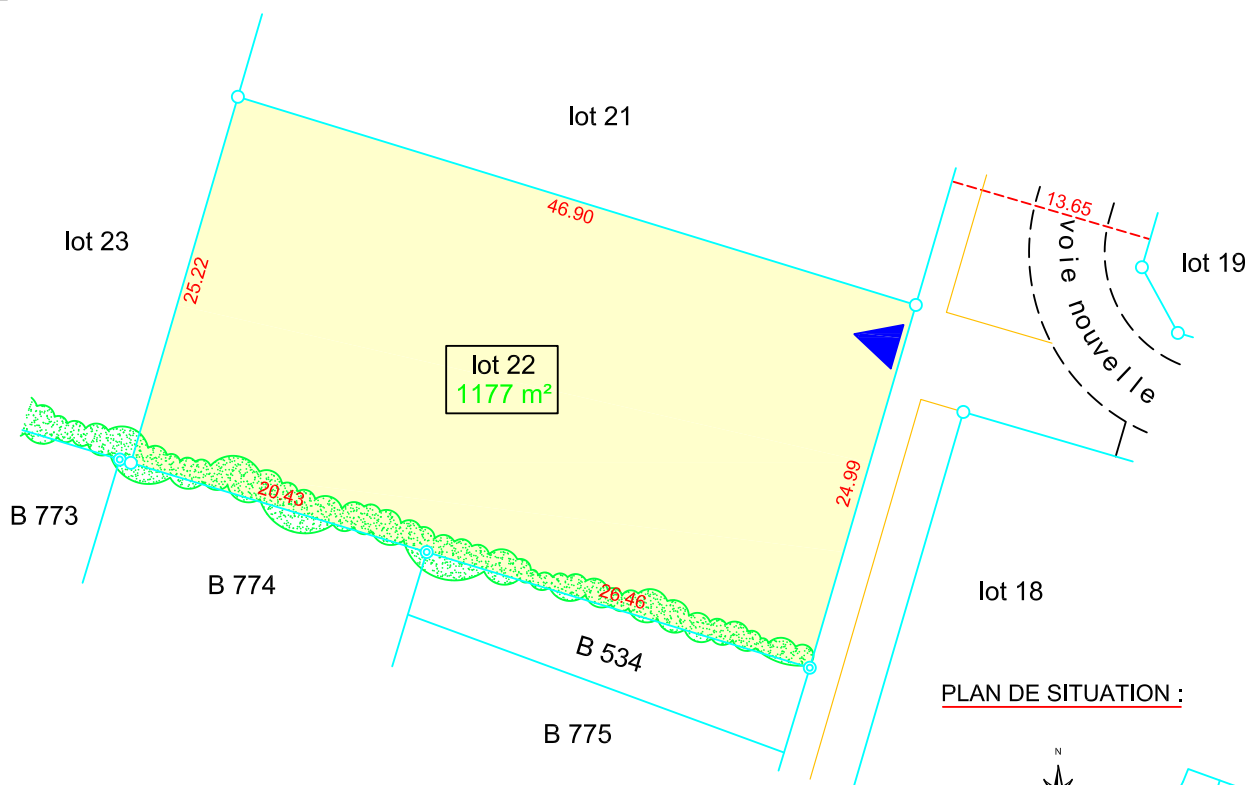 lot 21
46.90
13.65
voie nouvelle
lot 19
lot 23
25.22
lot 22
1177 m²
24.99
20.43
B 773
B 774
26.46
B 534
lot 18
B 775
PLAN DE SITUATION :
N